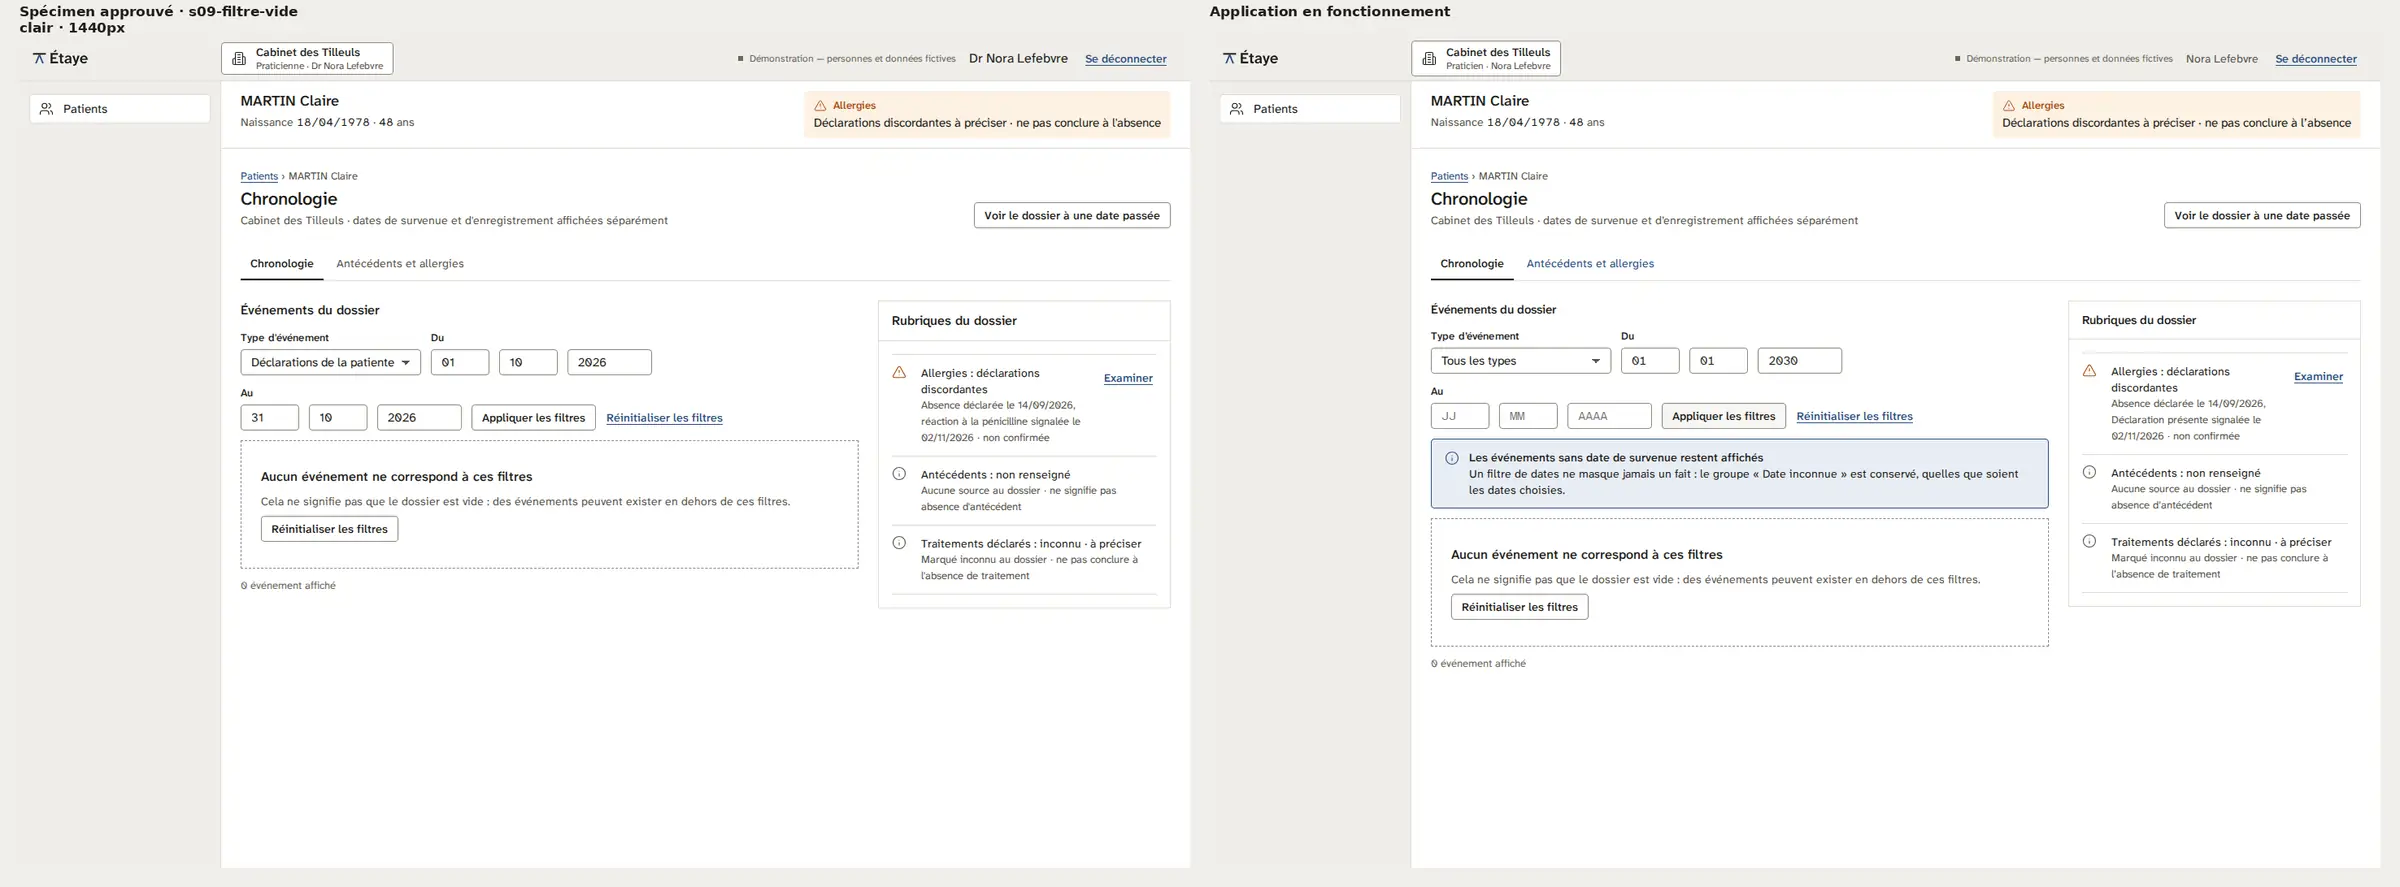 Spécimen approuvé · s09-filtre-vide
clair · 1440px
Étaye
Cabinet des Tilleuls
Praticienne · Dr Nora Lefebvre
Démonstration — personnes et données fictives
Dr Nora Lefebvre
Se déconnecter
Patients
MARTIN Claire
Naissance 18/04/1978 · 48 ans
Allergies
Déclarations discordantes à préciser · ne pas conclure à l'absence
Patients › MARTIN Claire
Chronologie
Cabinet des Tilleuls · dates de survenue et d'enregistrement affichées séparément
Voir le dossier à une date passée
Chronologie
Antécédents et allergies
Événements du dossier
Type d'événement
Du
Déclarations de la patiente
01
10
2026
Au
31
10
2026
Appliquer les filtres
Réinitialiser les filtres
Aucun événement ne correspond à ces filtres
Cela ne signifie pas que le dossier est vide : des événements peuvent exister en dehors de ces filtres.
Réinitialiser les filtres
0 événement affiché
Rubriques du dossier
Allergies : déclarations
discordantes
Examiner
Absence déclarée le 14/09/2026,
réaction à la pénicilline signalée le
02/11/2026 · non confirmée
Antécédents : non renseigné
Aucune source au dossier · ne signifie pas
absence d'antécédent
Traitements déclarés : inconnu · à préciser
Marqué inconnu au dossier · ne pas conclure à
l'absence de traitement
Application en fonctionnement
Étaye
Cabinet des Tilleuls
Praticien · Nora Lefebvre
Démonstration — personnes et données fictives
Nora Lefebvre
Se déconnecter
Patients
MARTIN Claire
Naissance 18/04/1978 · 48 ans
Allergies
Déclarations discordantes à préciser · ne pas conclure à l'absence
Patients › MARTIN Claire
Chronologie
Cabinet des Tilleuls · dates de survenue et d'enregistrement affichées séparément
Voir le dossier à une date passée
Chronologie
Antécédents et allergies
Événements du dossier
Type d'événement
Du
Tous les types
01
01
2030
Au
JJ
MM
AAAA
Appliquer les filtres
Réinitialiser les filtres
Les événements sans date de survenue restent affichés
Un filtre de dates ne masque jamais un fait : le groupe « Date inconnue » est conservé, quelles que soient
les dates choisies.
Aucun événement ne correspond à ces filtres
Cela ne signifie pas que le dossier est vide : des événements peuvent exister en dehors de ces filtres.
Réinitialiser les filtres
0 événement affiché
Rubriques du dossier
Allergies : déclarations
discordantes
Examiner
Absence déclarée le 14/09/2026,
Déclaration présente signalée le
02/11/2026 · non confirmée
Antécédents : non renseigné
Aucune source au dossier · ne signifie pas
absence d'antécédent
Traitements déclarés : inconnu · à préciser
Marqué inconnu au dossier · ne pas conclure à
l'absence de traitement